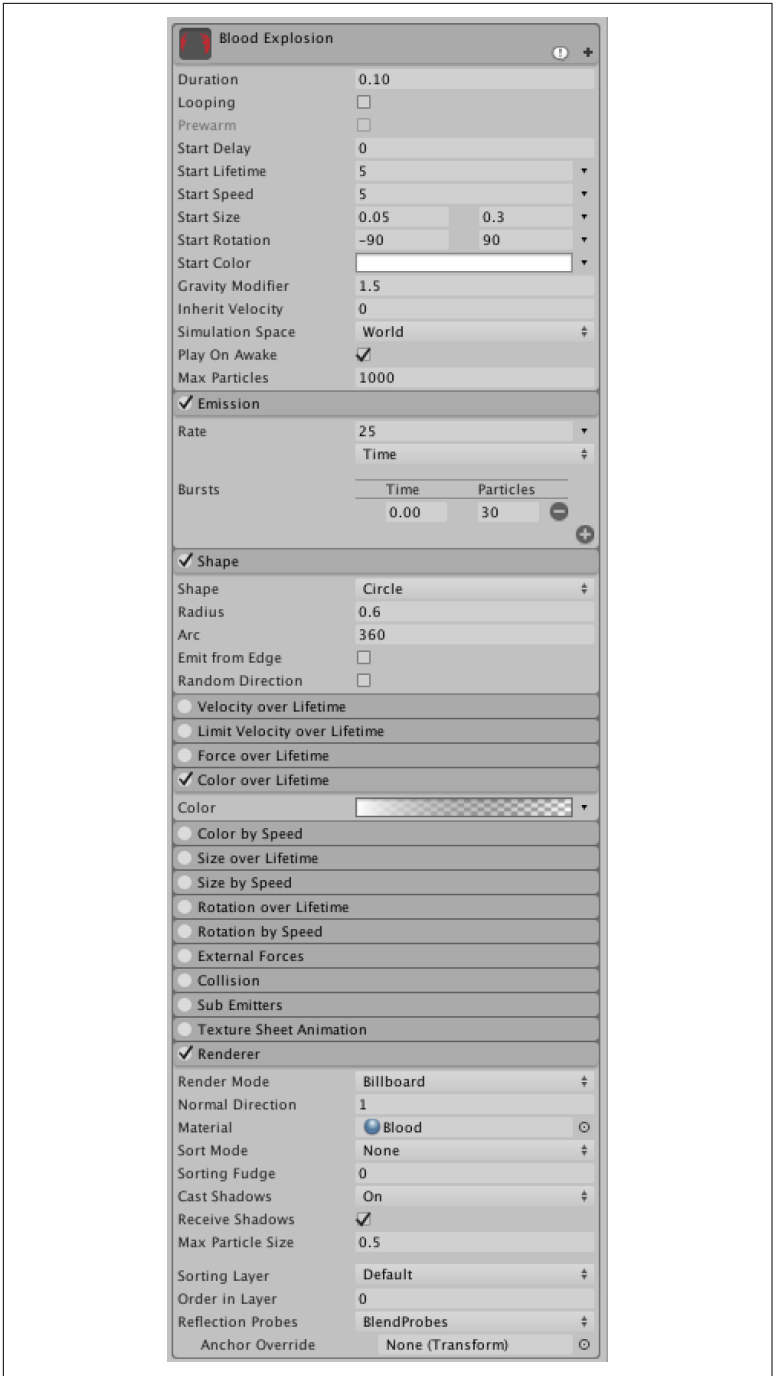 Blood Explosion
Duration 0.10
Looping
Prewarm
Start Delay 0
Start Lifetime 5
Start Speed 5
Start Size 0.05 0.3
Start Rotation -90 90
Start Color
Gravity Modifier 1.5
Inherit Velocity 0
Simulation Space World
Play On Awake
Max Particles 1000
Emission
Rate 25
Time
Bursts Time Particles
0.00 30
Shape
Shape Circle
Radius 0.6
Arc 360
Emit from Edge
Random Direction
Velocity over Lifetime
Limit Velocity over Lifetime
Force over Lifetime
Color over Lifetime
Color
Color by Speed
Size over Lifetime
Size by Speed
Rotation over Lifetime
Rotation by Speed
External Forces
Collision
Sub Emitters
Texture Sheet Animation
Renderer
Render Mode Billboard
Normal Direction 1
Material Blood
Sort Mode None
Sorting Fudge 0
Cast Shadows On
Receive Shadows
Max Particle Size 0.5
Sorting Layer Default
Order in Layer 0
Reflection Probes BlendProbes
Anchor Override None (Transform)